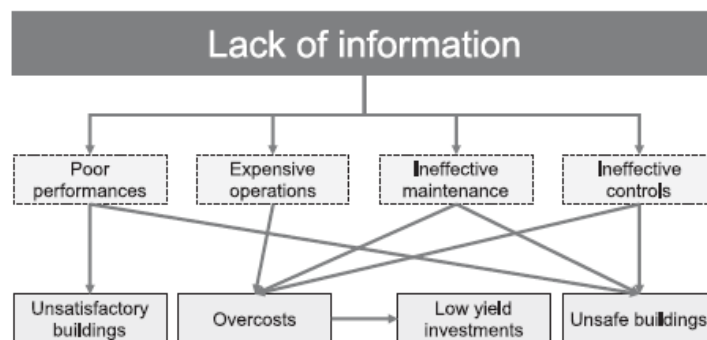 Lack of information
Poor
performances
Expensive
operations
Ineffective
maintenance
Ineffective
controls
Unsatisfactory
buildings
Overcosts
Low yield
investments
Unsafe buildings